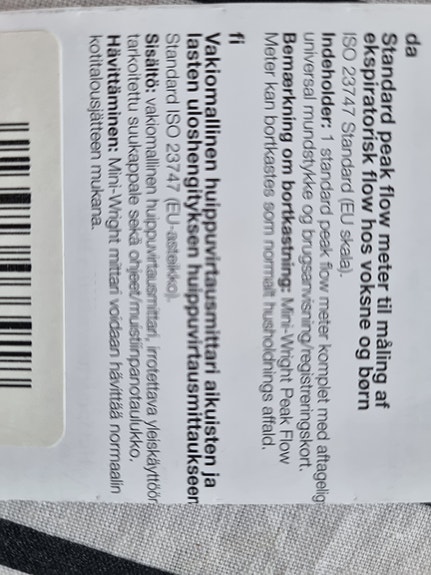 da
Standard peak flow meter til måling af
ekspiratorisk flow hos voksne og børn
ISO 23747 Standard (EU skala).
Indeholder: 1 standard peak flow meter komplet med aftagelig
universal mundstykke og brugsanvisning/registreringskort.
Bemærkning om bortkastning: Mini-Wright Peak Flow
Meter kan bortkastes som normalt husholdnings affald.
fi
Vakiomallinen huippuvirtausmittari aikuisten ja
lasten uloshengityksen huippuvirtausmittaukseen
Standard ISO 23747 (EU-asteikko).
Sisältö: vakiomallinen huippuvirtausmittari, irrotettava yleiskäyttöön
tarkoitettu suukappale sekä ohjeet/muistiinpanotaulukko.
Hävittäminen: Mini-Wright mittari voidaan hävittää normaalin
kotitalousjätteen mukana.